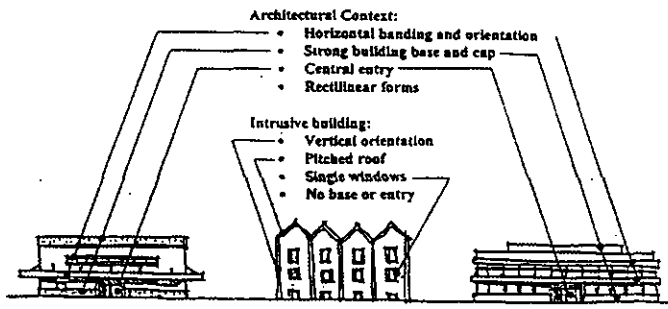 Architectural Context:
• Horizontal banding and orientation
• Strong building base and cap
• Central entry
• Rectilinear forms
Intrusive building:
• Vertical orientation
• Pitched roof
• Single windows
• No base or entry